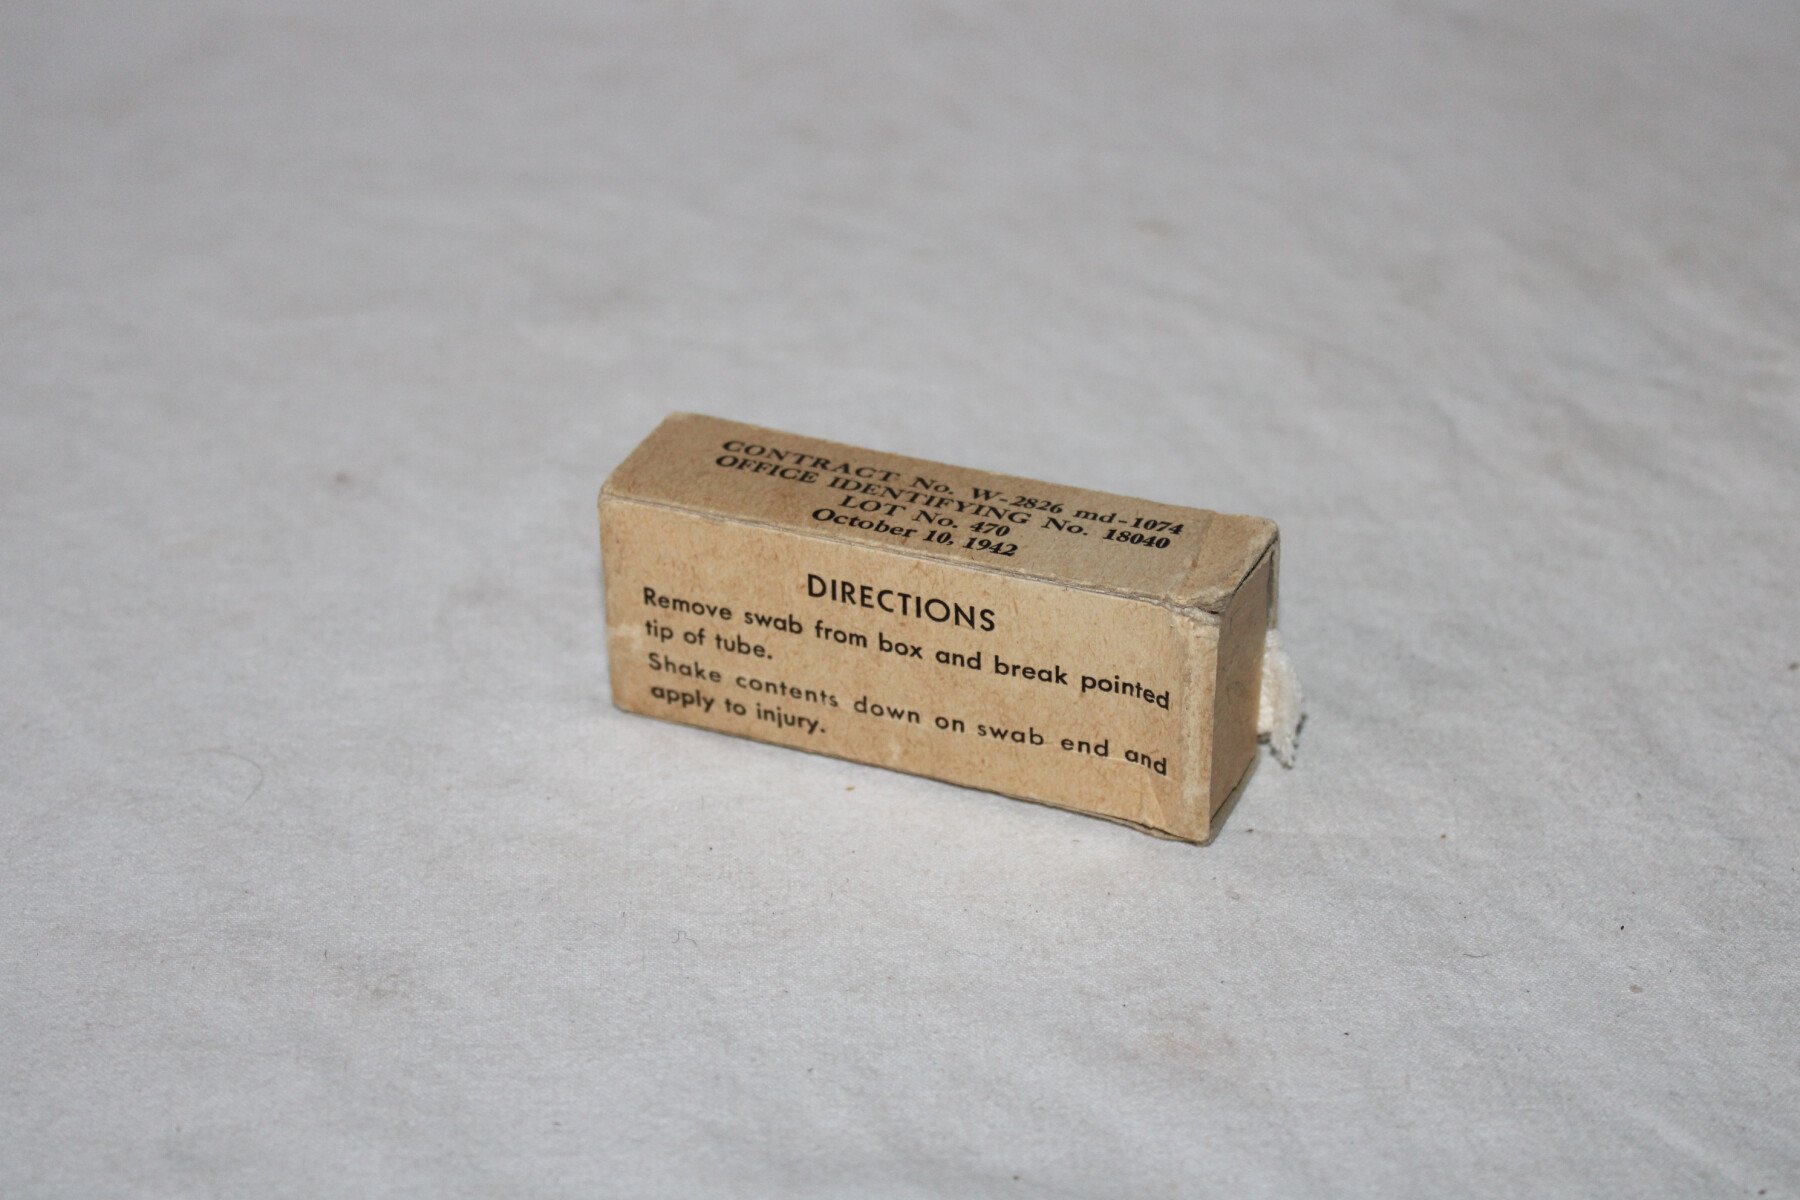 CONTRACT No. W-2826 md-1074
OFFICE IDENTIFYING No. 18040
LOT No. 470
October 10, 1942
DIRECTIONS
Remove swab from box and break pointed
tip of tube.
Shake contents down on swab end and
apply to injury.